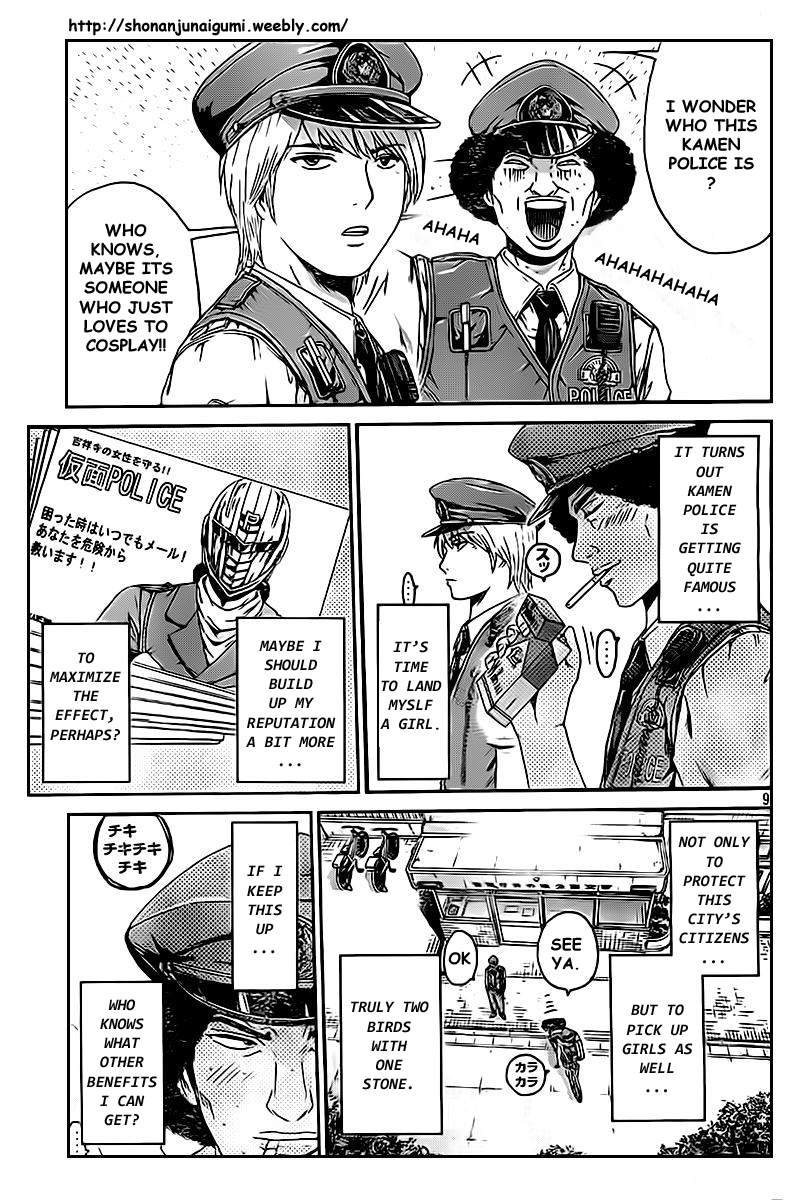 http://shonanjunaigumi.weebly.com/
I WONDER
WHO THIS
KAMEN
POLICE IS
?
WHO
KNOWS,
MAYBE ITS
SOMEONE
WHO JUST
LOVES TO
COSPLAY!!
AHAHA
AHAHAHAHAHA
POLICE
IT TURNS
OUT
KAMEN
POLICE
IS
GETTING
QUITE
FAMOUS
...
スッ
IT'S
TIME
TO LAND
MYSLF
A GIRL.
吉祥寺の女性を守る!!
仮面POLICE
困った時はいつでもメール!
あなたを危険から
救います!!
MAYBE I
SHOULD
BUILD
UP MY
REPUTATION
A BIT MORE
...
TO
MAXIMIZE
THE
EFFECT,
PERHAPS?
9
NOT ONLY
TO
PROTECT
THIS
CITY'S
CITIZENS
...
SEE
YA.
OK
BUT TO
PICK UP
GIRLS AS
WELL
...
カラ
カラ
TRULY TWO
BIRDS
WITH
ONE
STONE.
チキ
チキチキ
チキ
IF I
KEEP
THIS
UP
...
WHO
KNOWS
WHAT
OTHER
BENEFITS
I CAN
GET?